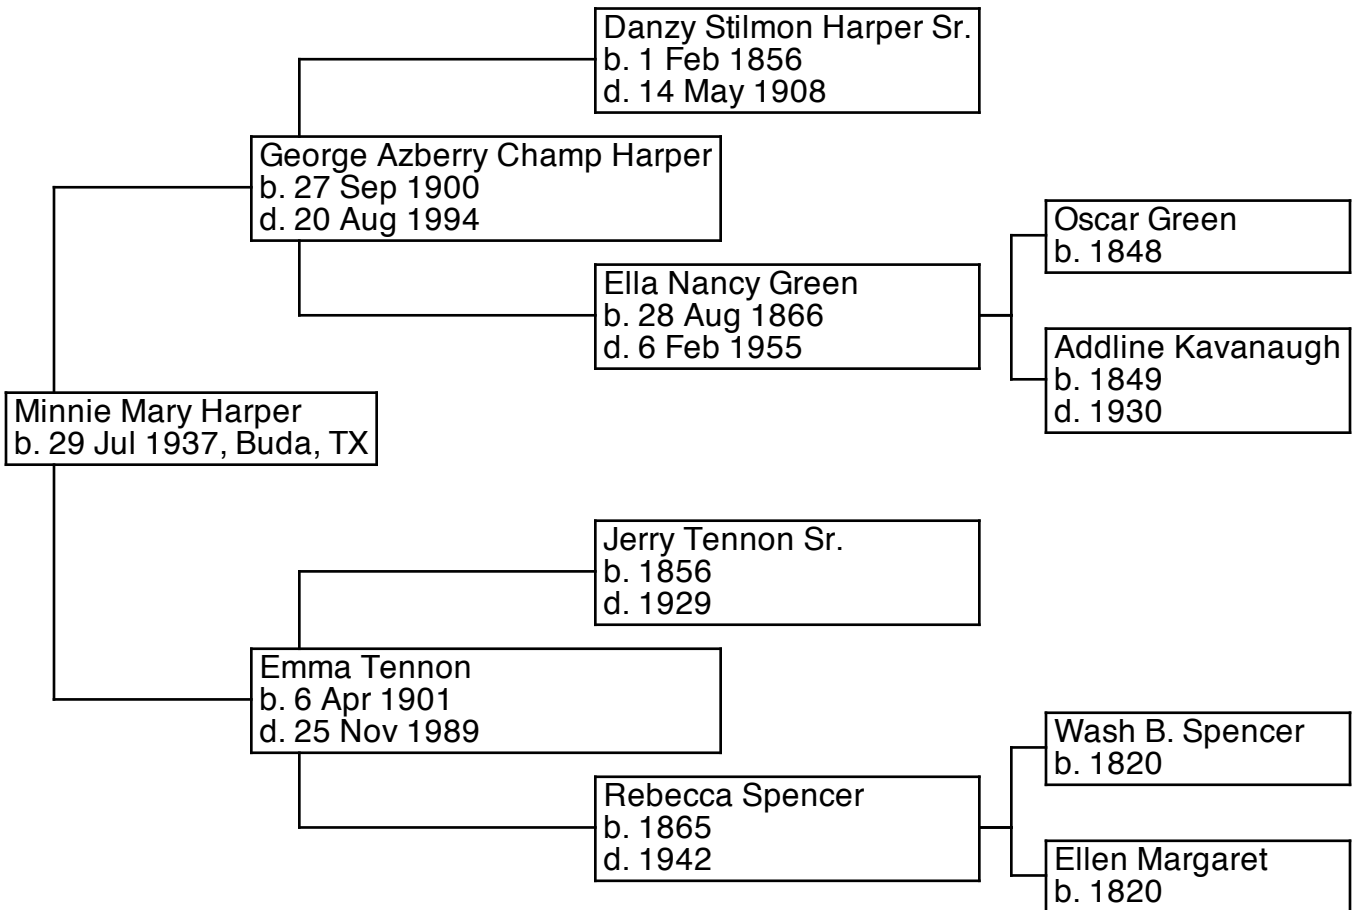 Danzy Stilmon Harper Sr.
b. 1 Feb 1856
d. 14 May 1908
George Azberry Champ Harper
b. 27 Sep 1900
d. 20 Aug 1994
Oscar Green
b. 1848
Ella Nancy Green
b. 28 Aug 1866
d. 6 Feb 1955
Addline Kavanaugh
b. 1849
d. 1930
Minnie Mary Harper
b. 29 Jul 1937, Buda, TX
Jerry Tennon Sr.
b. 1856
d. 1929
Emma Tennon
b. 6 Apr 1901
d. 25 Nov 1989
Wash B. Spencer
b. 1820
Rebecca Spencer
b. 1865
d. 1942
Ellen Margaret
b. 1820